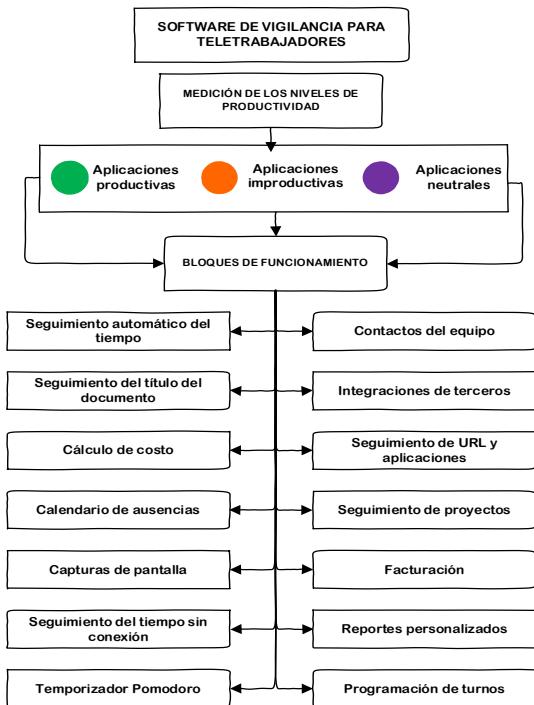 SOFTWARE DE VIGILANCIA PARA
TELETRABAJADORES
MEDICIÓN DE LOS NIVELES DE
PRODUCTIVIDAD
Aplicaciones
productivas
Aplicaciones
improductivas
Aplicaciones
neutrales
BLOQUES DE FUNCIONAMIENTO
Seguimiento automático del
tiempo
Contactos del equipo
Seguimiento del título del
documento
Integraciones de terceros
Cálculo de costo
Seguimiento de URL y
aplicaciones
Calendario de ausencias
Seguimiento de proyectos
Capturas de pantalla
Facturación
Seguimiento del tiempo sin
conexión
Reportes personalizados
Temporizador Pomodoro
Programación de turnos